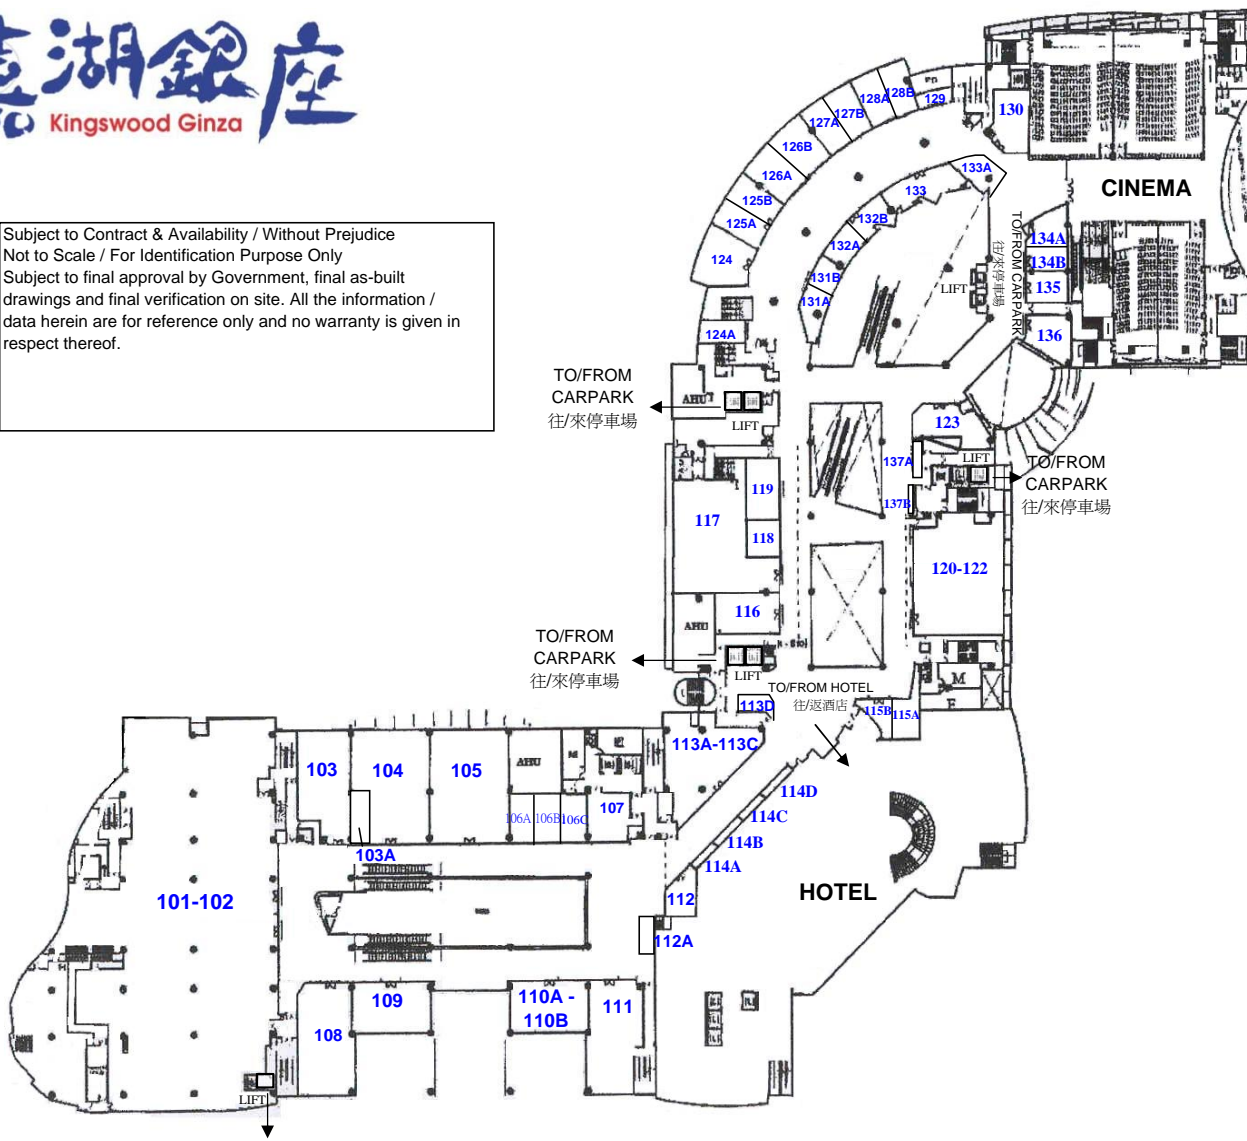 嘉湖銀座
Kingswood Ginza
Subject to Contract & Availability / Without Prejudice
Not to Scale / For Identification Purpose Only
Subject to final approval by Government, final as-built
drawings and final verification on site. All the information /
data herein are for reference only and no warranty is given in
respect thereof.
130
129
128B
128A
127B
127A
126B
126A
125B
125A
124
124A
133A
133
132B
132A
131B
131A
CINEMA
TO/FROM CARPARK
往/來停車場
LIFT
134A
134B
135
136
TO/FROM
CARPARK
往/來停車場
AHU
LIFT
123
137A
137B
LIFT
TO/FROM
CARPARK
往/來停車場
119
117
118
120-122
116
AHU
TO/FROM
CARPARK
往/來停車場
LIFT
M
F
TO/FROM HOTEL
往/返酒店
113D
115B
115A
113A-113C
103
104
105
AHU
M
F
106A
106B
106C
107
103A
114D
114C
114B
114A
HOTEL
112
112A
101-102
108
109
110A -
110B
111
LIFT